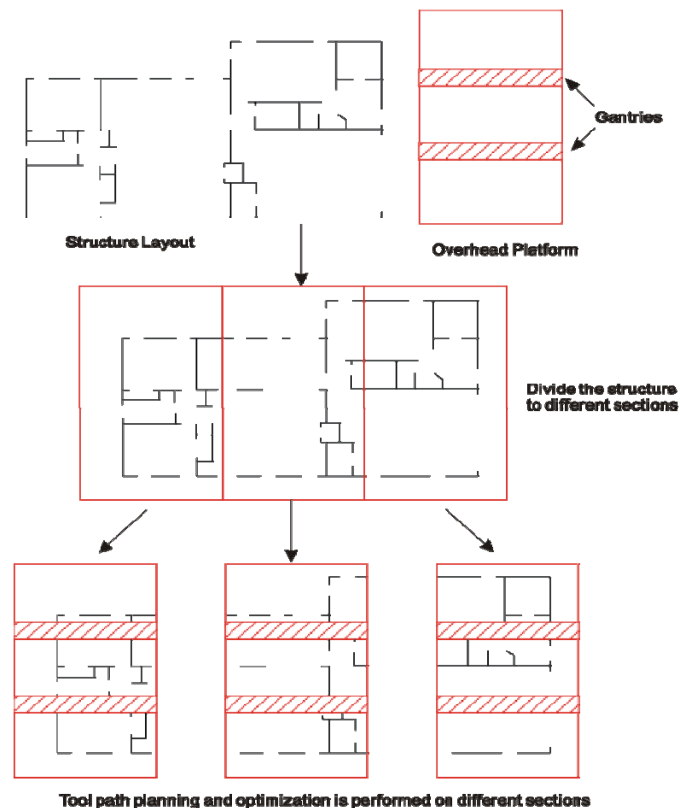 Gantries
Structure Layout
Overhead Platform
Divide the structure
to different sections
Tool path planning and optimization is performed on different sections